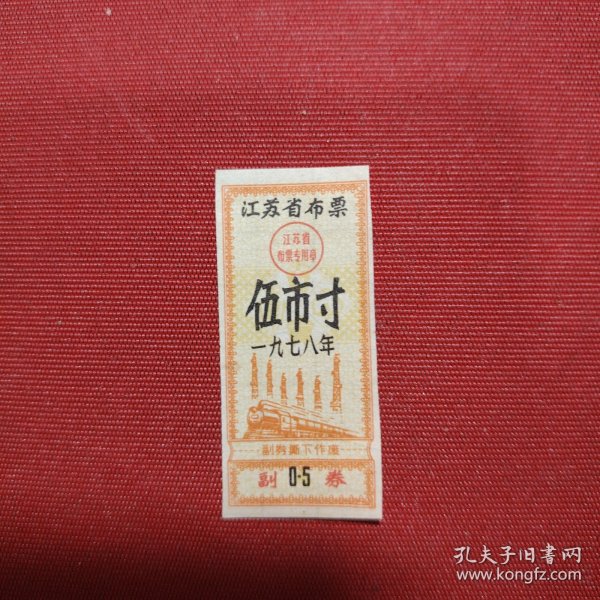 江苏省布票
江苏省
布票专用章
伍市寸
一九七八年
副券撕下作废
副 0·5 券
孔夫子旧书网
www.kongfz.com